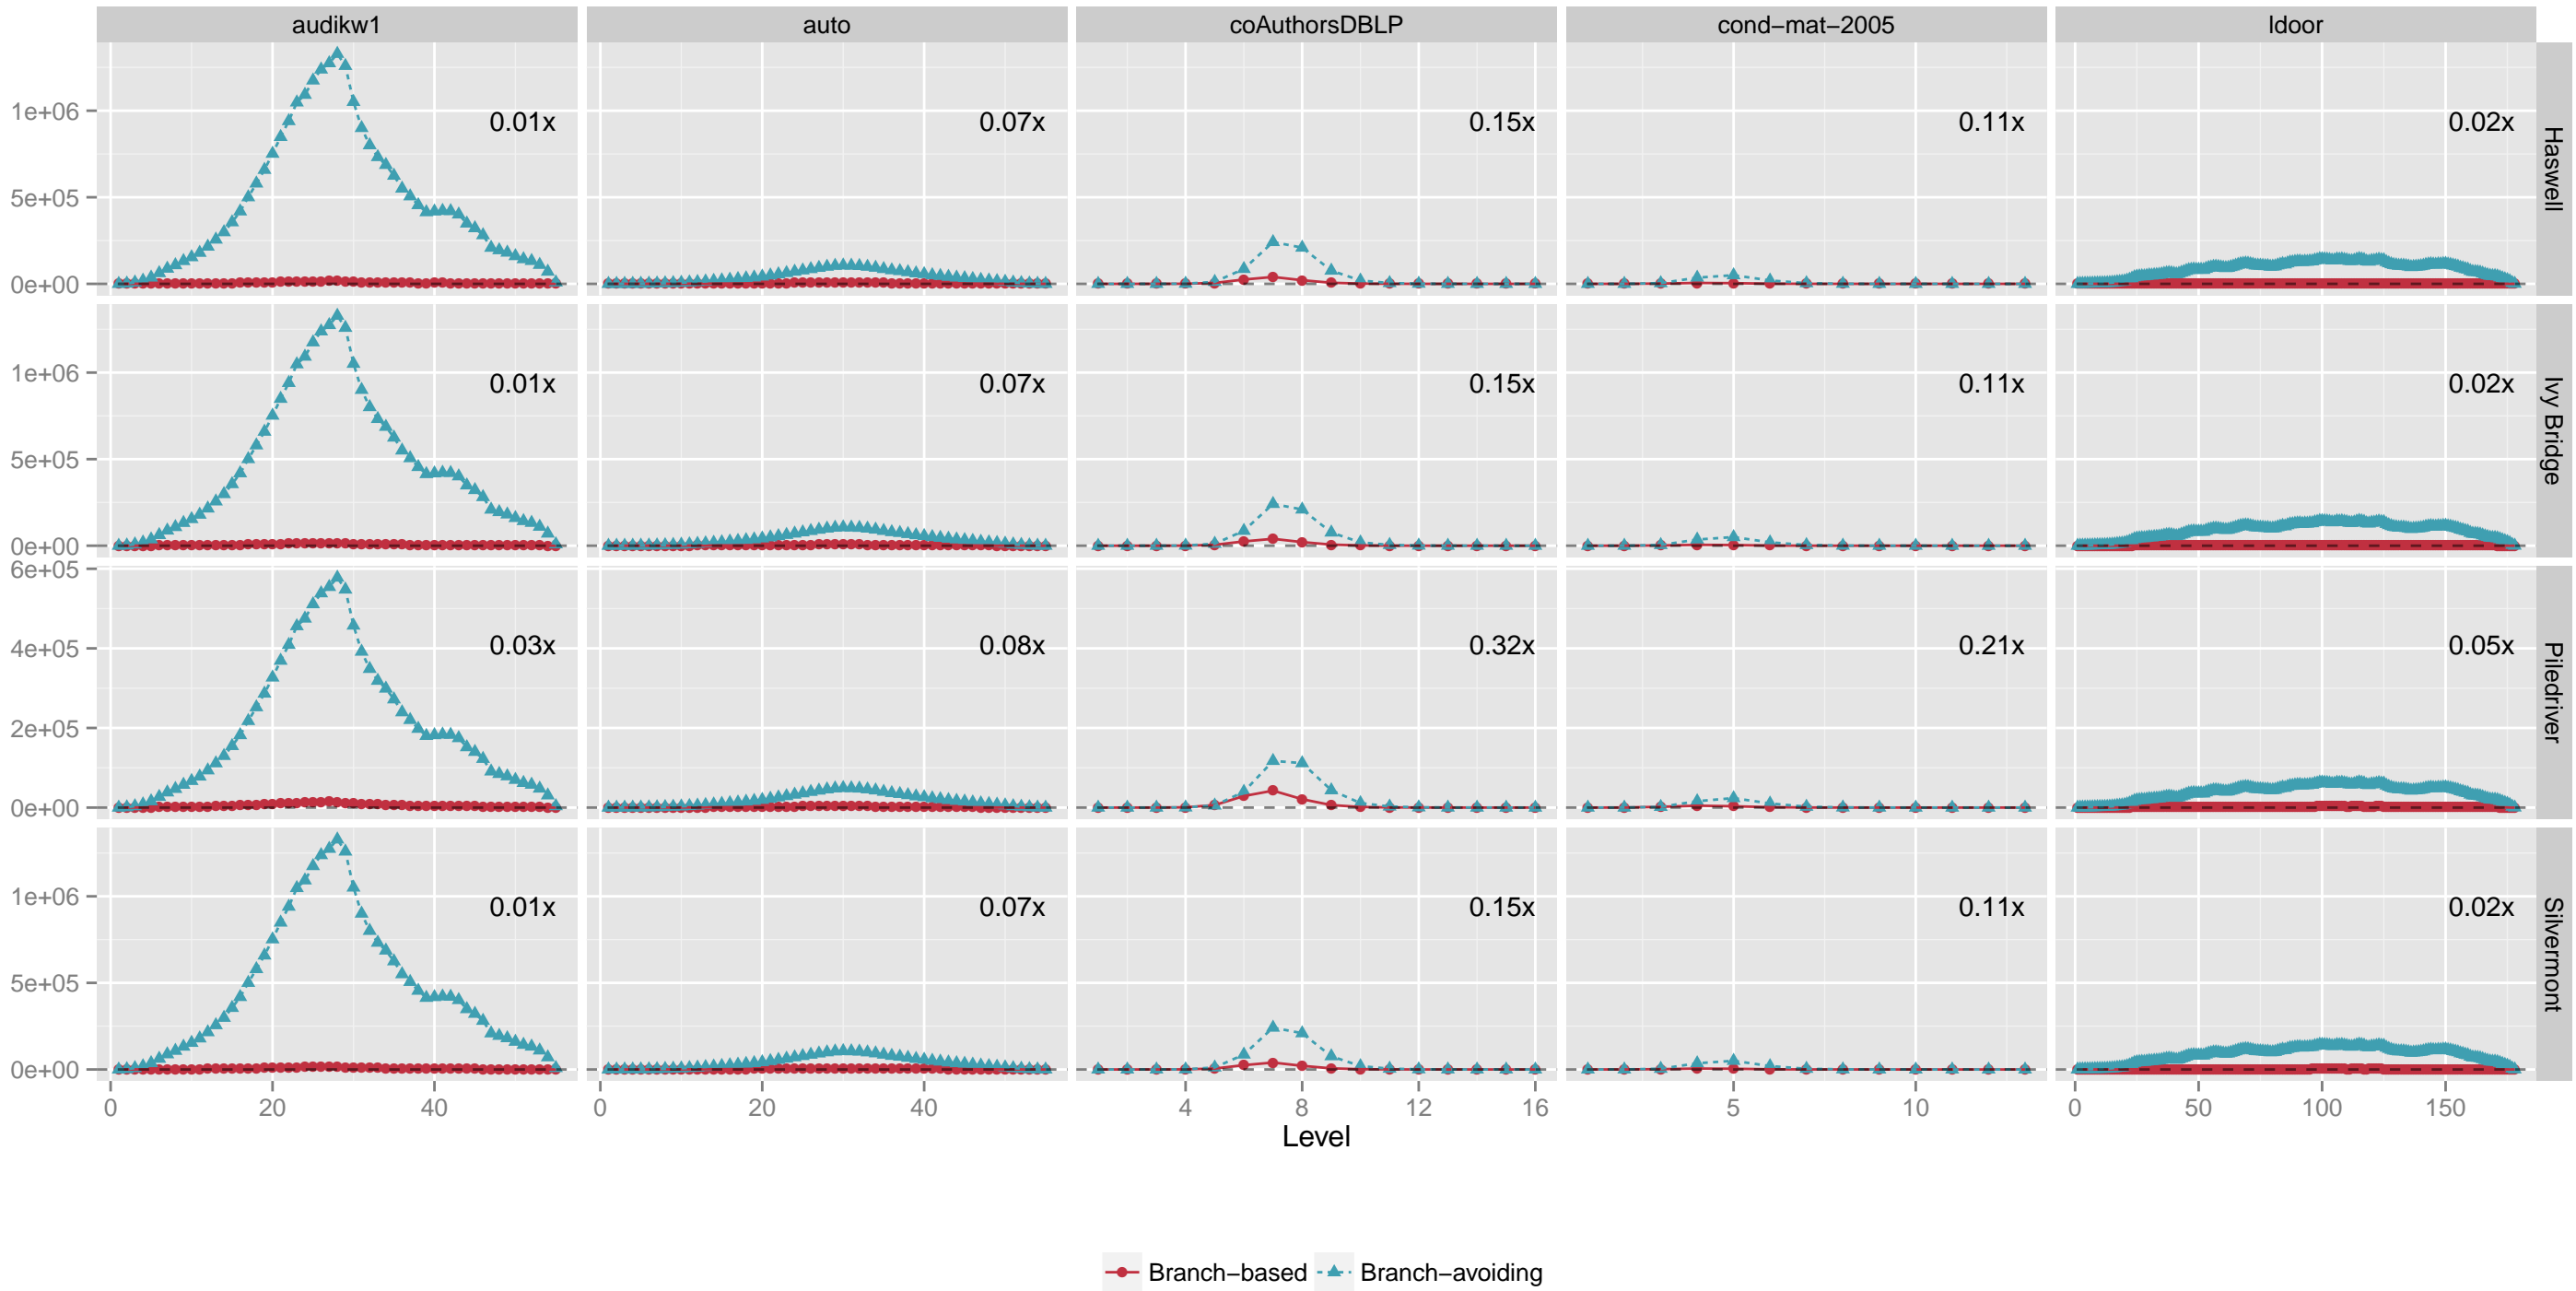 audikw1 auto coAuthorsDBLP cond−mat−2005 ldoor
1e+06
5e+05
0e+00
0.01x 0.07x 0.15x 0.11x 0.02x
Haswell
1e+06
5e+05
0e+00
0.01x 0.07x 0.15x 0.11x 0.02x
Ivy Bridge
6e+05
4e+05
2e+05
0e+00
0.03x 0.08x 0.32x 0.21x 0.05x
Piledriver
1e+06
5e+05
0e+00
0.01x 0.07x 0.15x 0.11x 0.02x
Silvermont
0 20 40 0 20 40 4 8 12 16 5 10 0 50 100 150
Level
Branch−based Branch−avoiding